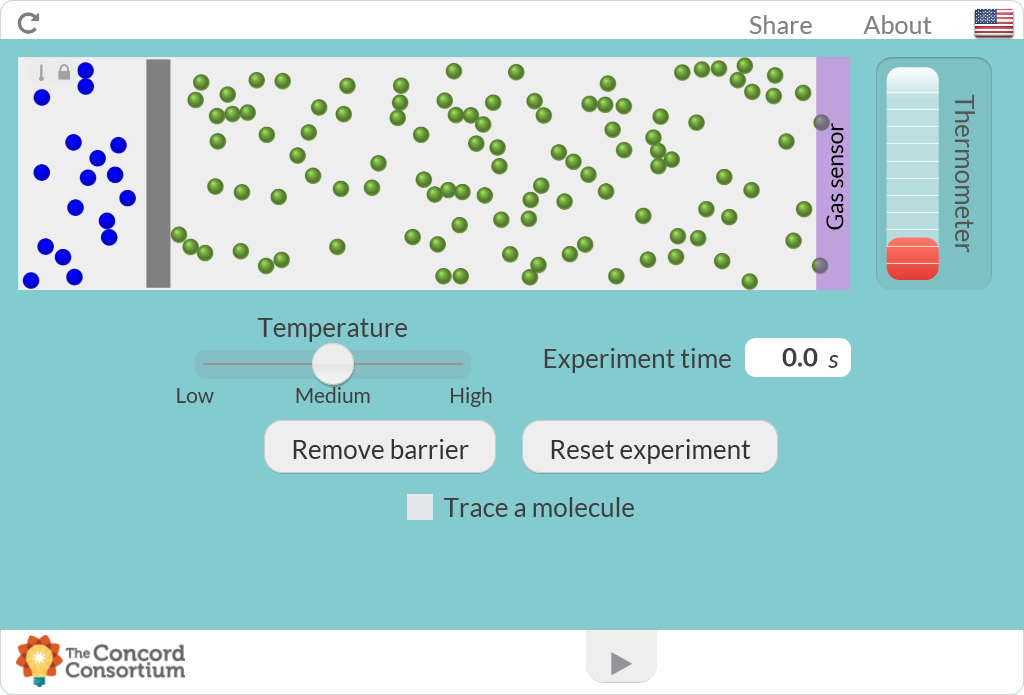 Share
About
Gas sensor
Thermometer
Temperature
Low
Medium
High
Experiment time
0.0 s
Remove barrier
Reset experiment
Trace a molecule
The Concord
Consortium